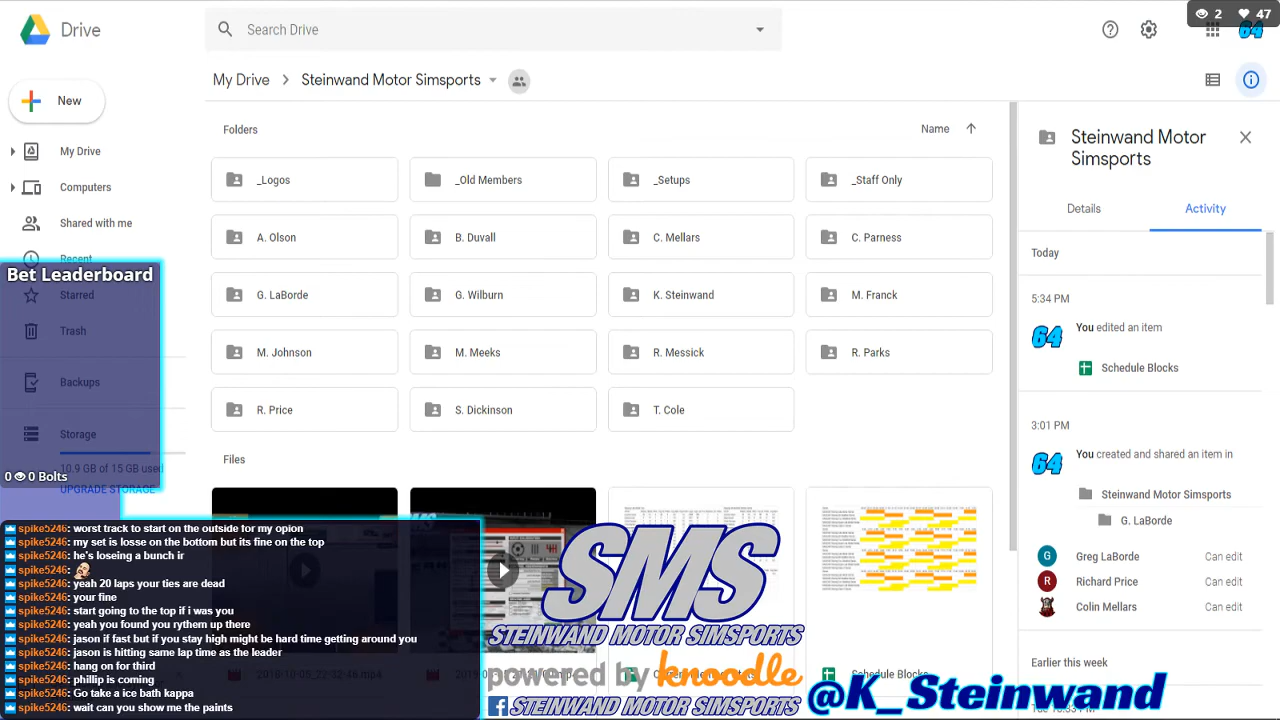 Drive
Search Drive
2 47
64
My Drive > Steinwand Motor Simsports
New
My Drive
Computers
Shared with me
Recent
Starred
Trash
Backups
Storage
10.9 GB of 15 GB used
UPGRADE STORAGE
Bet Leaderboard
0 0 Bolts
Folders
Name
_Logos
_Old Members
_Setups
_Staff Only
A. Olson
B. Duvall
C. Mellars
C. Parness
G. LaBorde
G. Wilburn
K. Steinwand
M. Franck
M. Johnson
M. Meeks
R. Messick
R. Parks
R. Price
S. Dickinson
T. Cole
Files
Schedule Blocks
Steinwand Motor
Simsports
Details
Activity
Today
5:34 PM
64
You edited an item
Schedule Blocks
3:01 PM
64
You created and shared an item in
Steinwand Motor Simsports
G. LaBorde
G Greg LaBorde Can edit
R Richard Price Can edit
Colin Mellars Can edit
Earlier this week
spike5246: worst track put it on the outside in my opion
spike5246: my set is good on the bottom but im on the top
spike5246: he's loseing to much ir
spike5246:
spike5246: yeah 20 laps your ties are dead
spike5246: your fine
spike5246: start going to the top if i was you
spike5246: yeah you found you rythem up there
spike5246: jason if fast but if you stay high might be hard time getting around you
spike5246: jason is hitting same lap time as the leader
spike5246: hang on for third
spike5246: phillip is coming
spike5246: Go take a ice bath kappa
spike5246: wait can you show me the paints
SMS
STEINWAND MOTOR SIMSPORTS
powered by knoodle
STEINWAND MOTOR SIMSPORTS
@K_Steinwand